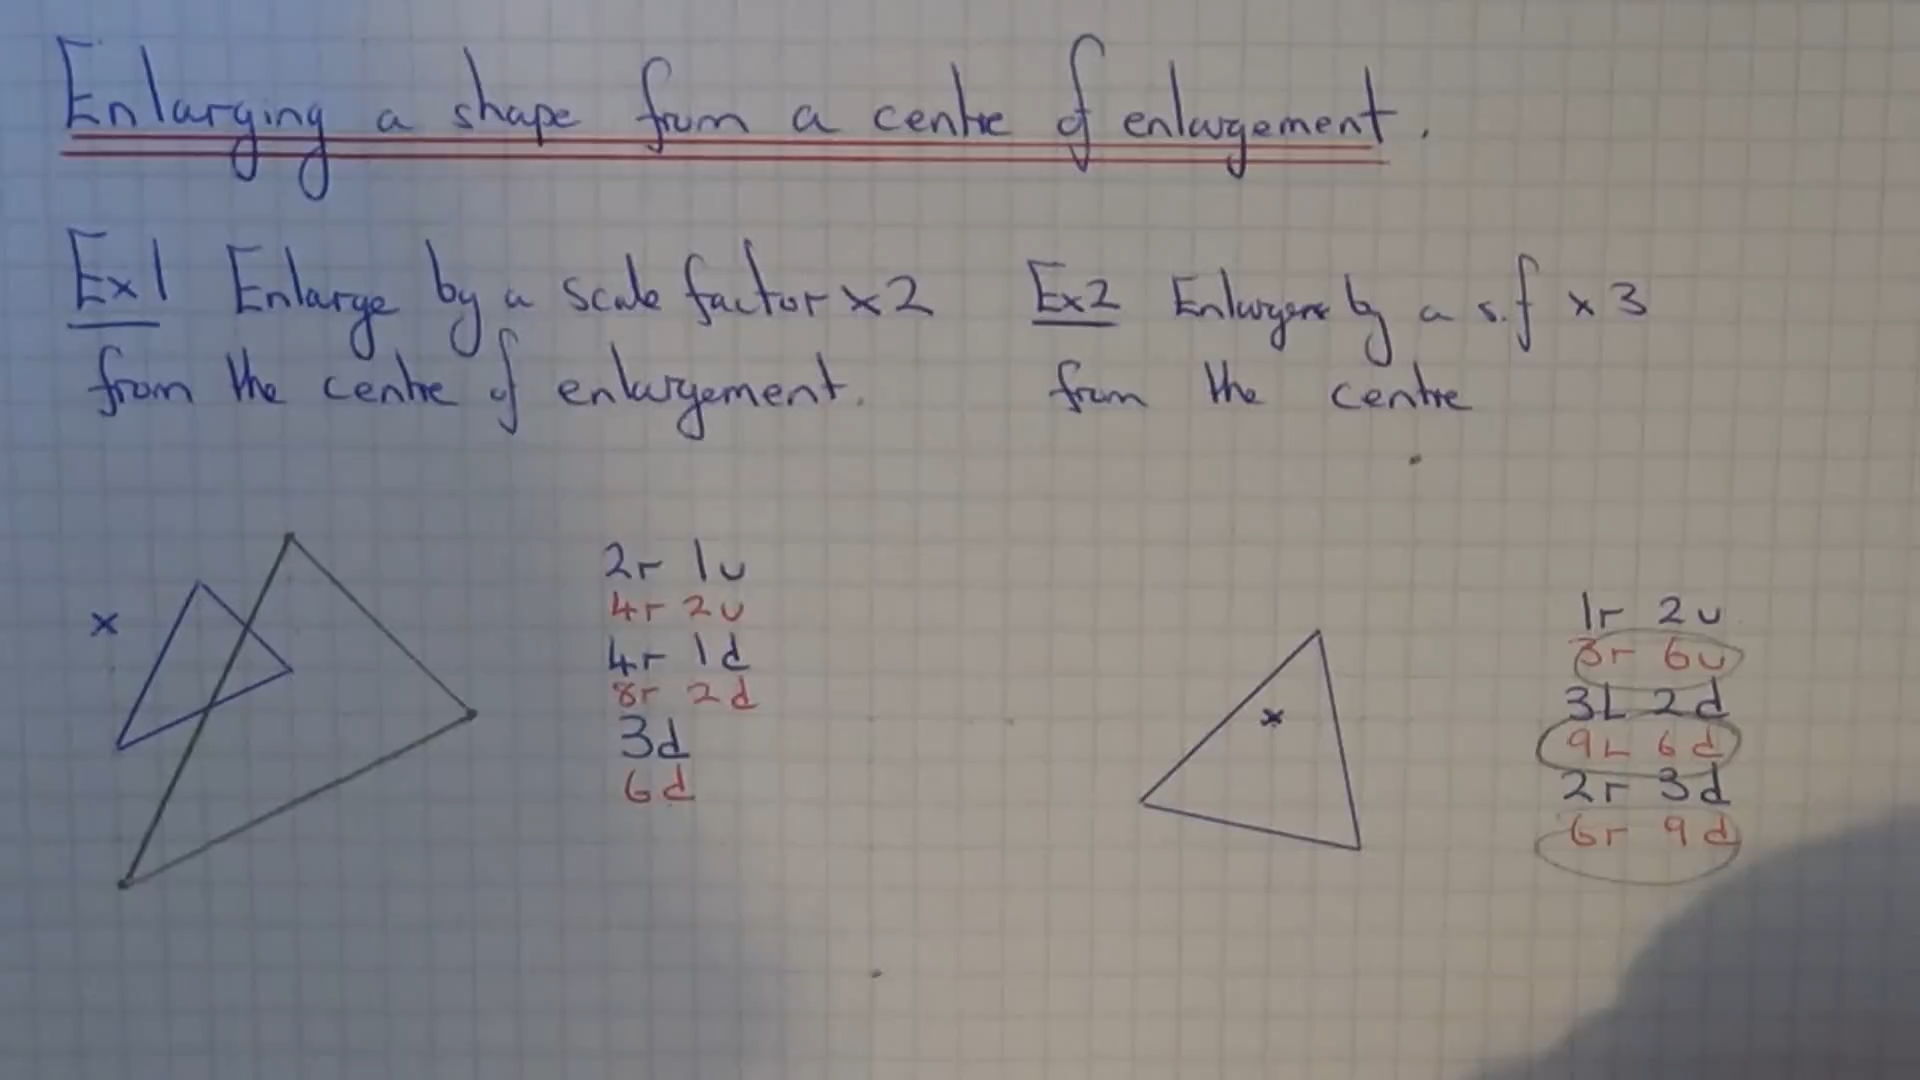 Enlarging a shape from a centre of enlargement.
Ex1 Enlarge by a scale factor x2
from the centre of enlargement.
Ex2 Enlarge by a s.f x3
from the centre
2r 1u
4r 2u
4r 1d
8r 2d
3d
6d
1r 2u
3r 6u
3L 2d
9L 6d
2r 3d
6r 9d